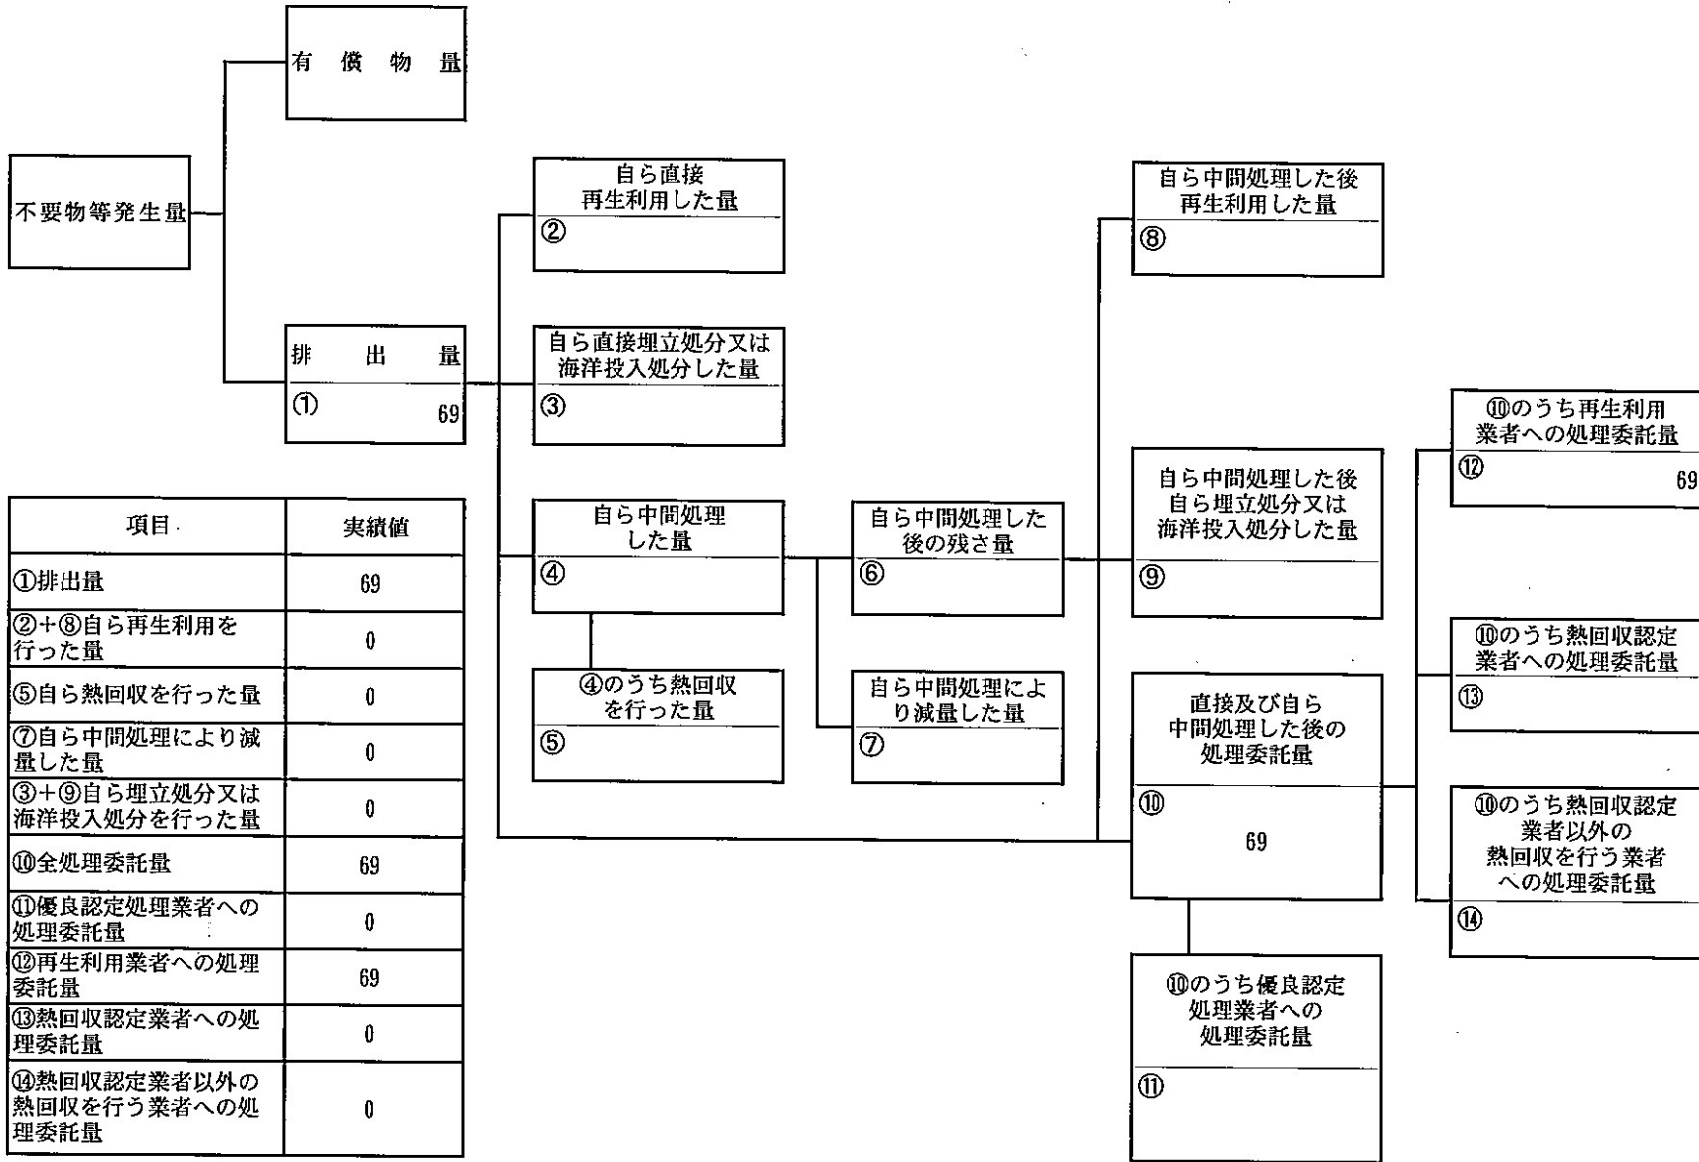 有償物量
不要物等発生量
排出量
①
69
自ら直接
再生利用した量
②
自ら直接埋立処分又は
海洋投入処分した量
③
自ら中間処理
した量
④
④のうち熱回収
を行った量
⑤
自ら中間処理した
後の残さ量
⑥
自ら中間処理によ
り減量した量
⑦
自ら中間処理した後
再生利用した量
⑧
自ら中間処理した後
自ら埋立処分又は
海洋投入処分した量
⑨
直接及び自ら
中間処理した後の
処理委託量
⑩
69
⑩のうち優良認定
処理業者への
処理委託量
⑪
⑩のうち再生利用
業者への処理委託量
⑫
69
⑩のうち熱回収認定
業者への処理委託量
⑬
⑩のうち熱回収認定
業者以外の
熱回収を行う業者
への処理委託量
⑭
項目 実績値
①排出量 69
②+⑧自ら再生利用を
行った量 0
⑤自ら熱回収を行った量 0
⑦自ら中間処理により減
量した量 0
③+⑨自ら埋立処分又は
海洋投入処分を行った量 0
⑩全処理委託量 69
⑪優良認定処理業者への
処理委託量 0
⑫再生利用業者への処理
委託量 69
⑬熱回収認定業者への処
理委託量 0
⑭熱回収認定業者以外の
熱回収を行う業者への処
理委託量 0